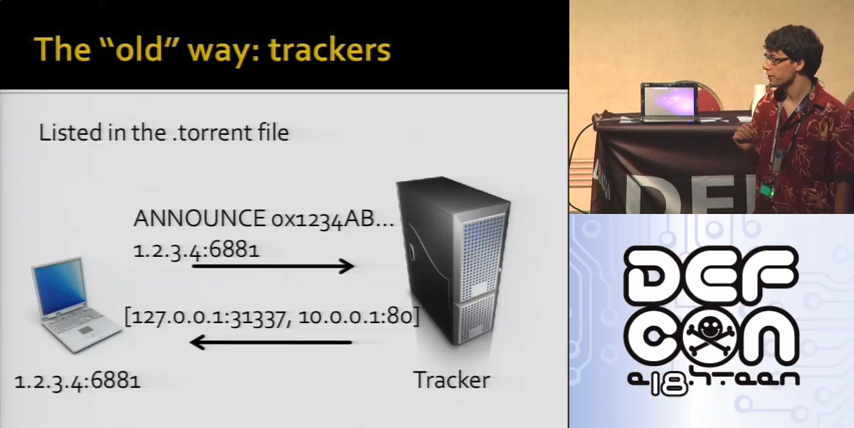 The "old" way: trackers
Listed in the .torrent file
ANNOUNCE 0x1234AB...
1.2.3.4:6881
[127.0.0.1:31337, 10.0.0.1:80]
1.2.3.4:6881
Tracker
DEF
DEF
CON